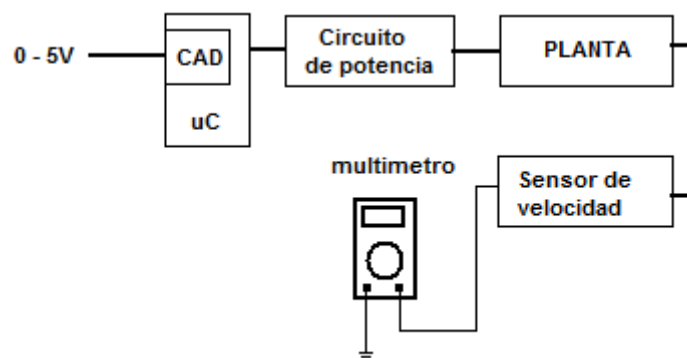 0 - 5V
CAD
uC
Circuito
de potencia
PLANTA
multimetro
Sensor de
velocidad